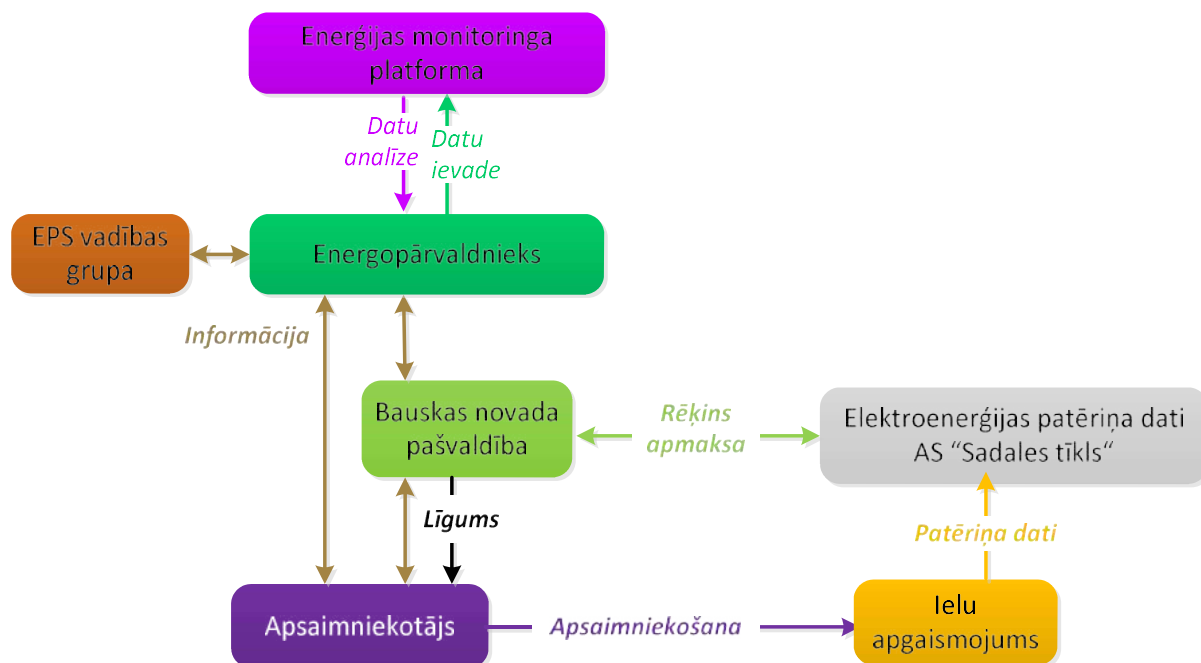 Enerģijas monitoringa
platforma
Datu
analīze
Datu
ievade
EPS vadības
grupa
Energopārvaldnieks
Informācija
Bauskas novada
pašvaldība
Rēķins
apmaksa
Elektroenerģijas patēriņa dati
AS “Sadales tīkls“
Līgums
Patēriņa dati
Apsaimniekotājs
Apsaimniekošana
Ielu
apgaismojums